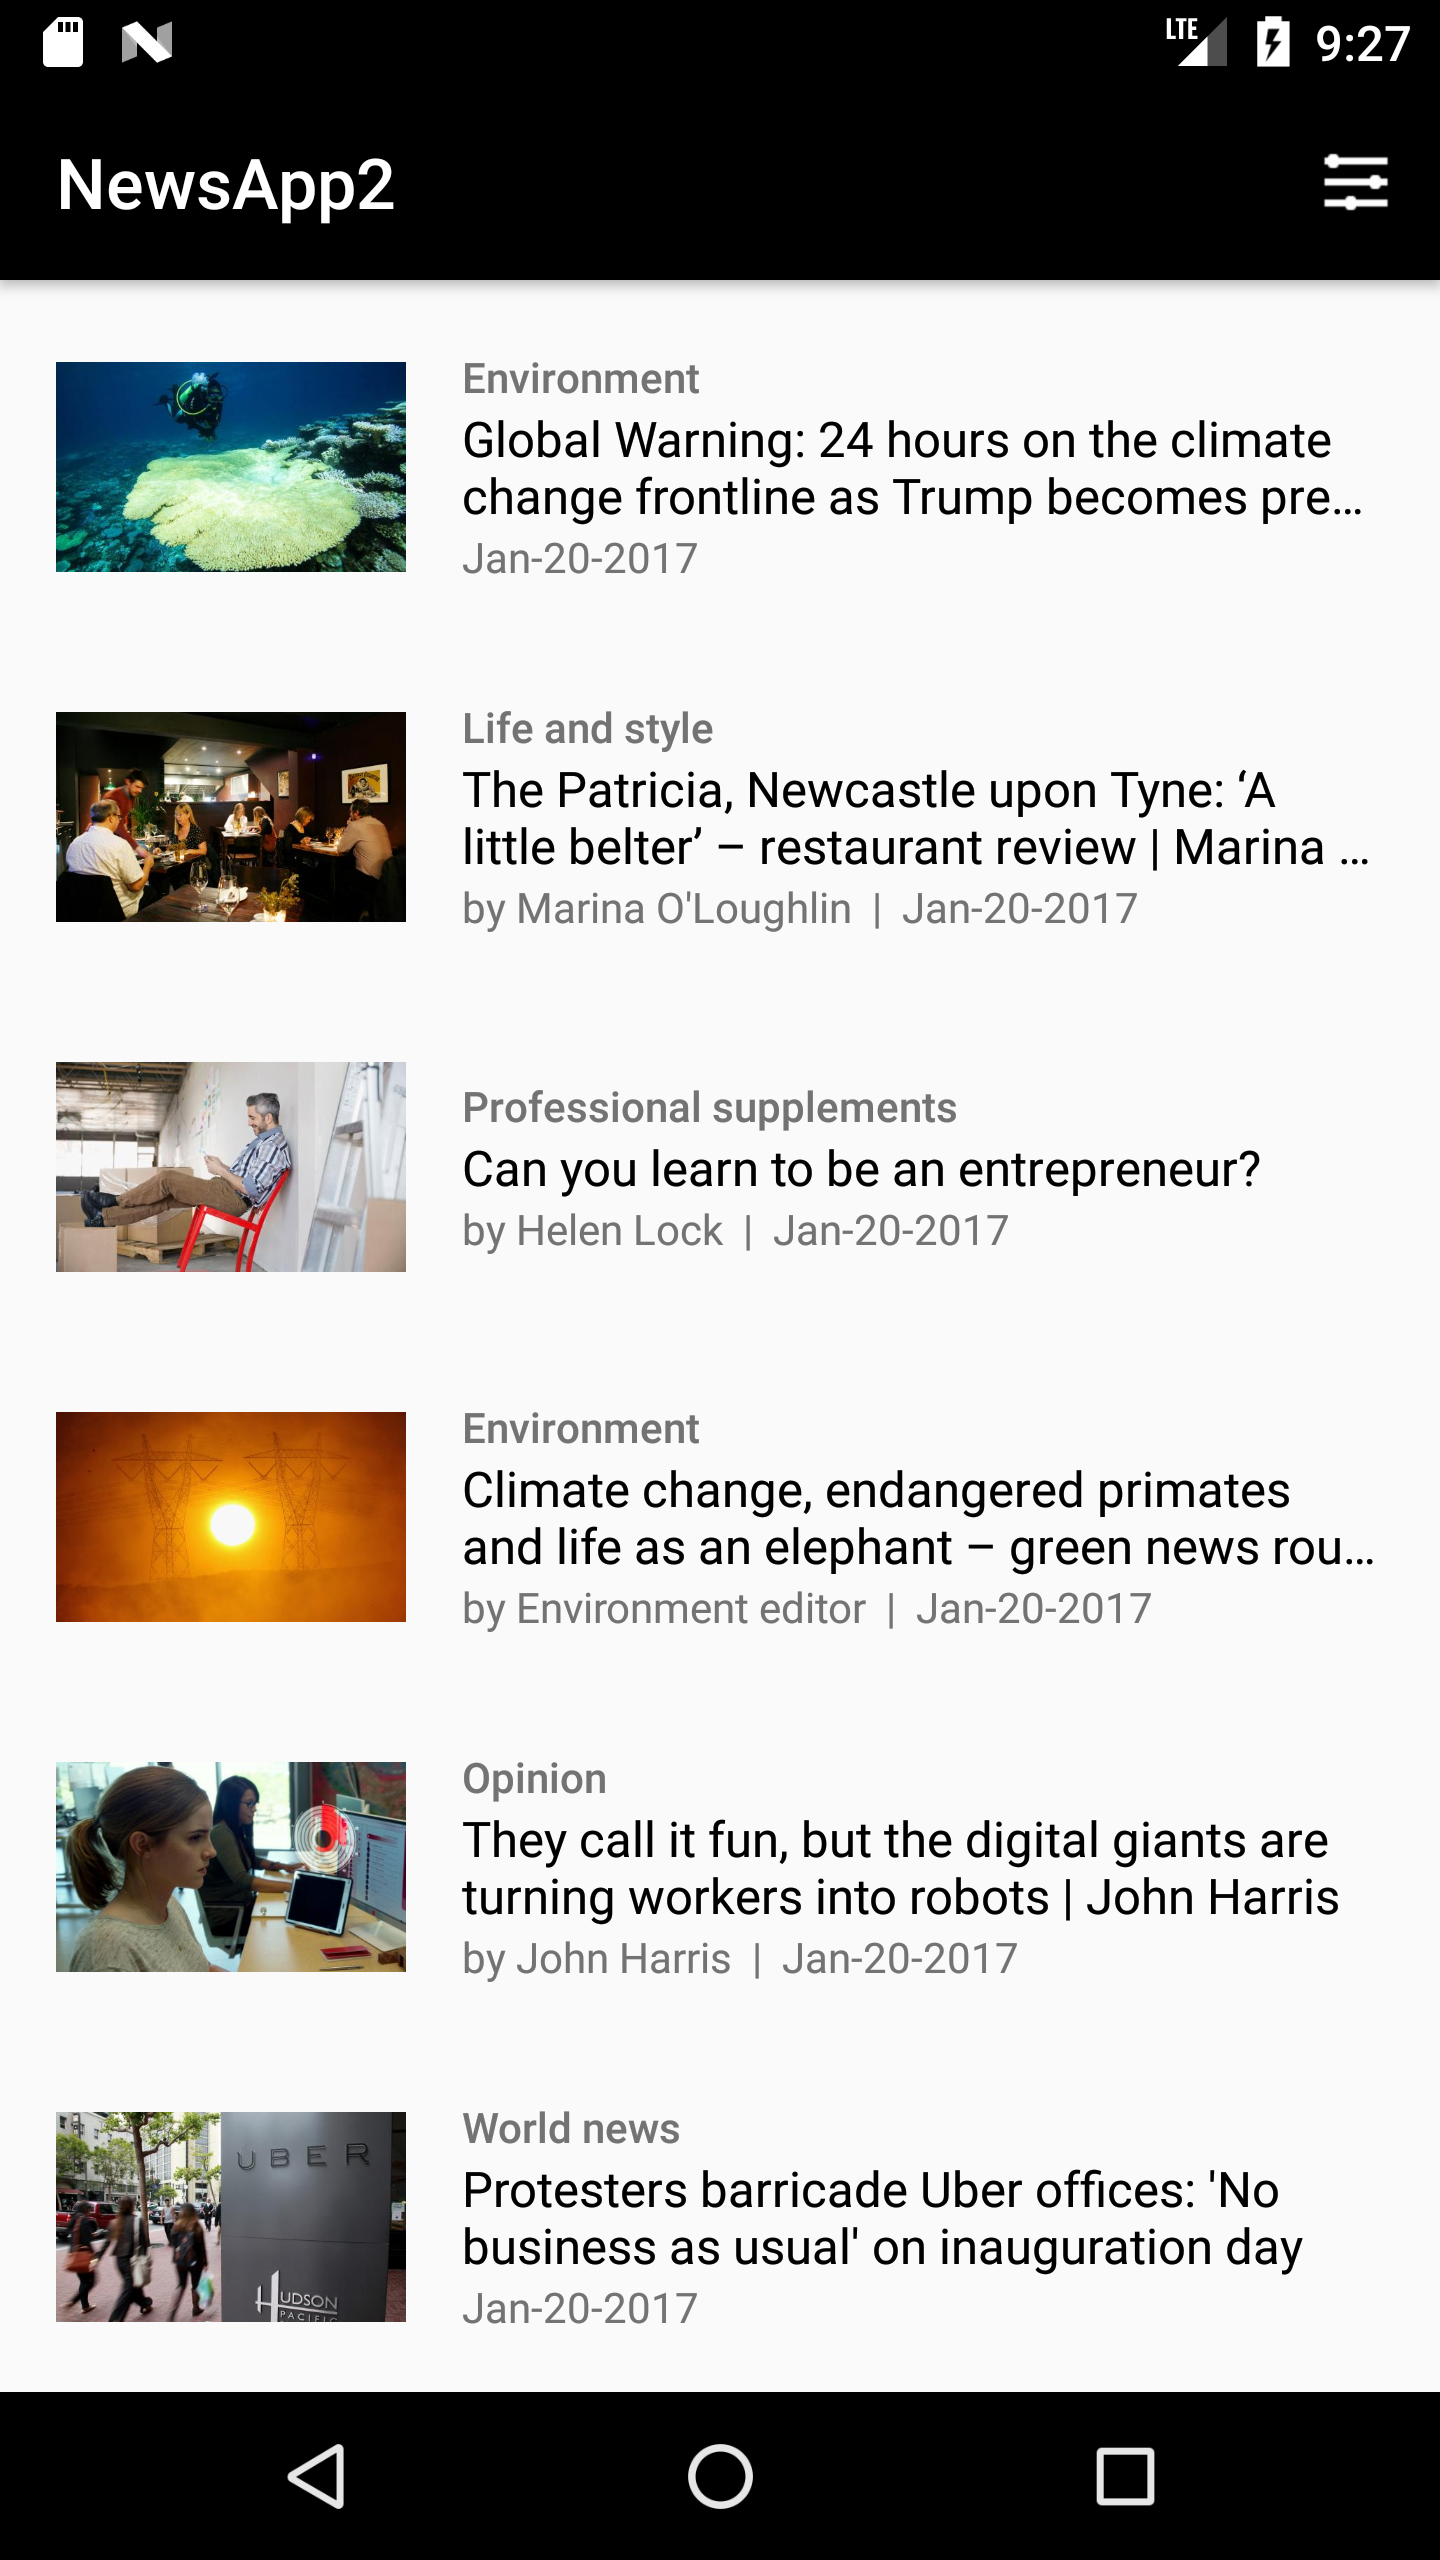 LTE 9:27
NewsApp2
Environment
Global Warning: 24 hours on the climate
change frontline as Trump becomes pre…
Jan-20-2017
Life and style
The Patricia, Newcastle upon Tyne: ‘A
little belter’ – restaurant review | Marina …
by Marina O'Loughlin | Jan-20-2017
Professional supplements
Can you learn to be an entrepreneur?
by Helen Lock | Jan-20-2017
Environment
Climate change, endangered primates
and life as an elephant – green news rou…
by Environment editor | Jan-20-2017
Opinion
They call it fun, but the digital giants are
turning workers into robots | John Harris
by John Harris | Jan-20-2017
UBER
HUDSON
PACIFIC
World news
Protesters barricade Uber offices: 'No
business as usual' on inauguration day
Jan-20-2017